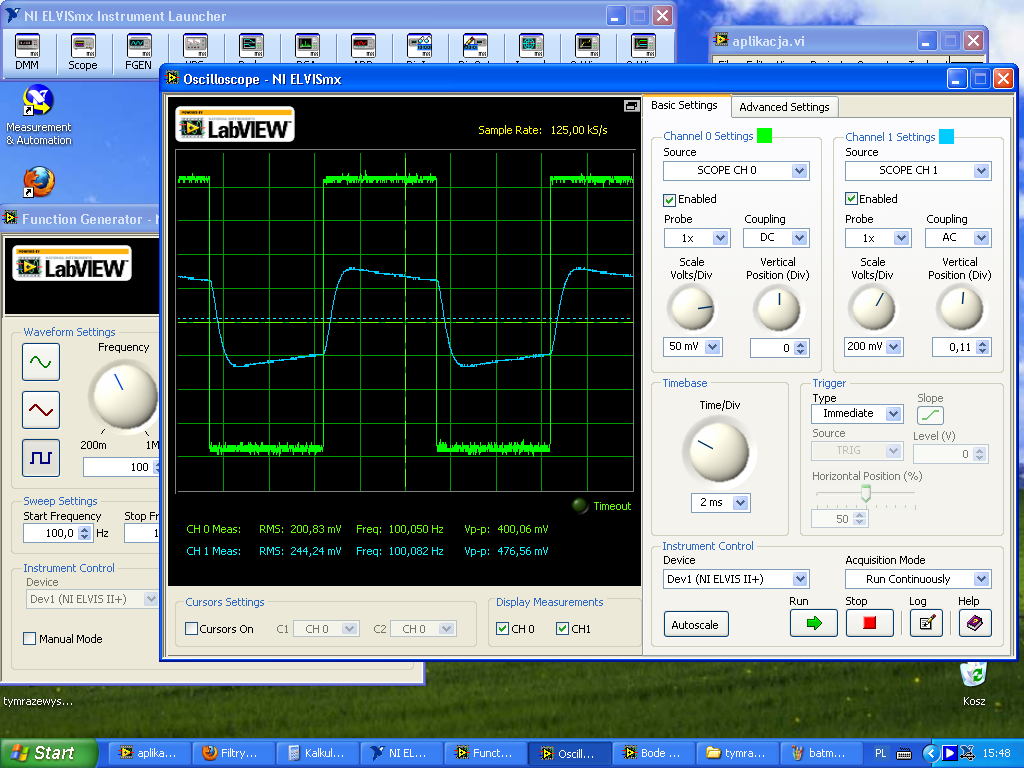 NI ELVISmx Instrument Launcher
DMM
Scope
FGEN
aplikacja.vi
Measurement
& Automation
Function Generator -
POWERED BY
LabVIEW™
Waveform Settings
Frequency
200m
1M
100
Sweep Settings
Start Frequency
Stop Fr
100,0
Hz
1
Instrument Control
Device
Dev1 (NI ELVIS II+)
Manual Mode
Oscilloscope - NI ELVISmx
POWERED BY
NATIONAL INSTRUMENTS
LabVIEW™
Sample Rate: 125,00 kS/s
Timeout
CH 0 Meas: RMS: 200,83 mV Freq: 100,050 Hz Vp-p: 400,06 mV
CH 1 Meas: RMS: 244,24 mV Freq: 100,082 Hz Vp-p: 476,56 mV
Cursors Settings
Cursors On C1 CH 0 C2 CH 0
Display Measurements
CH 0 CH1
Basic Settings
Advanced Settings
Channel 0 Settings
Source
SCOPE CH 0
Enabled
Probe Coupling
1x DC
Scale
Volts/Div
Vertical
Position (Div)
50 mV 0
Channel 1 Settings
Source
SCOPE CH 1
Enabled
Probe Coupling
1x AC
Scale
Volts/Div
Vertical
Position (Div)
200 mV 0,11
Timebase
Time/Div
2 ms
Trigger
Type Slope
Immediate
Source Level (V)
TRIG 0
Horizontal Position (%)
50
Instrument Control
Device
Dev1 (NI ELVIS II+)
Acquisition Mode
Run Continuously
Autoscale
Run Stop Log Help
tymrazewys...
Kosz
Start
aplika...
Filtry...
Kalkul...
NI EL...
Funct...
Oscill...
Bode ...
tymra...
batm...
PL
15:48